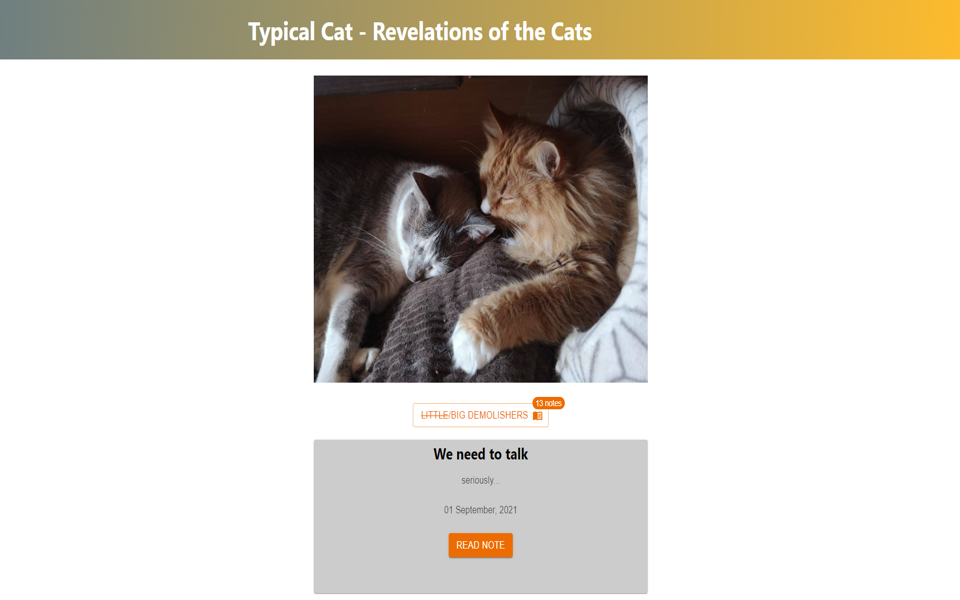 Typical Cat - Revelations of the Cats
13 notes
LITTLE/BIG DEMOLISHERS
We need to talk
seriously...
01 September, 2021
READ NOTE